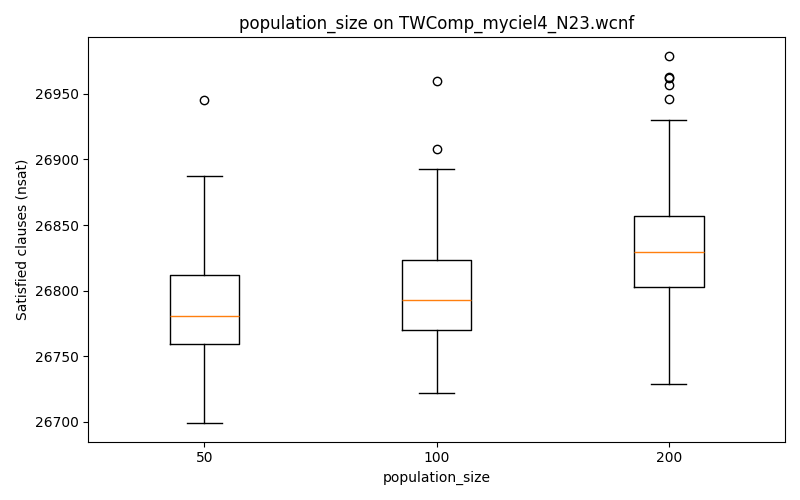 population_size on TWComp_myciel4_N23.wcnf
Satisfied clauses (nsat)
26950
26900
26850
26800
26750
26700
50 100 200
population_size